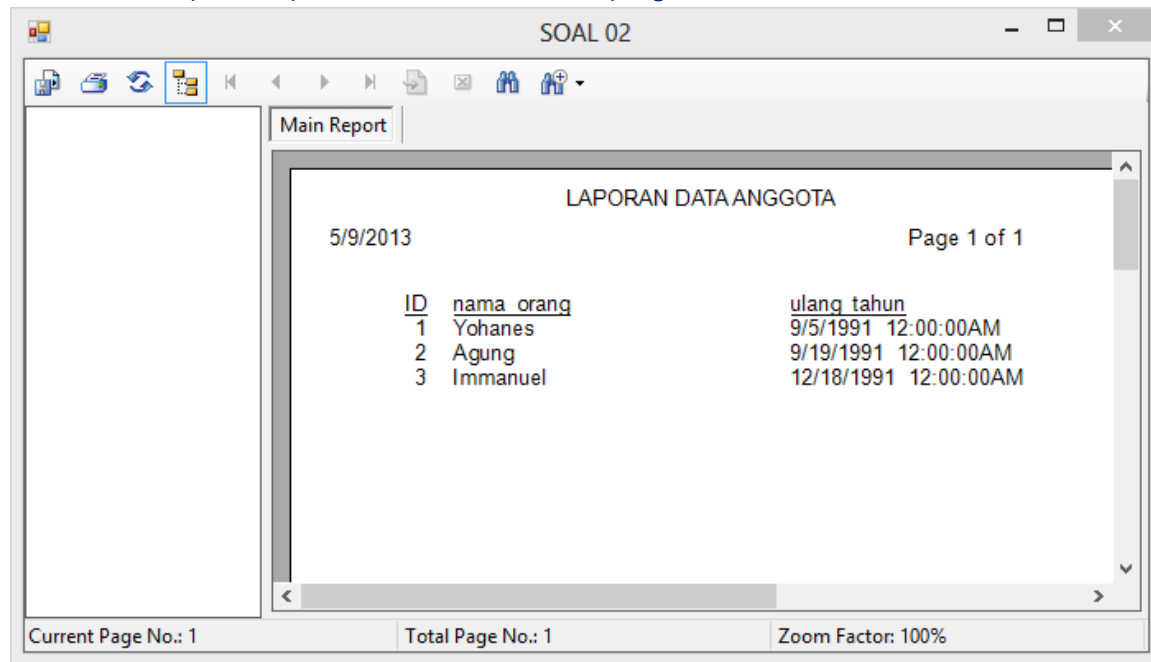 SOAL 02
Main Report
LAPORAN DATA ANGGOTA
5/9/2013 Page 1 of 1
ID nama_orang ulang_tahun
1 Yohanes 9/5/1991 12:00:00AM
2 Agung 9/19/1991 12:00:00AM
3 Immanuel 12/18/1991 12:00:00AM
Current Page No.: 1 Total Page No.: 1 Zoom Factor: 100%